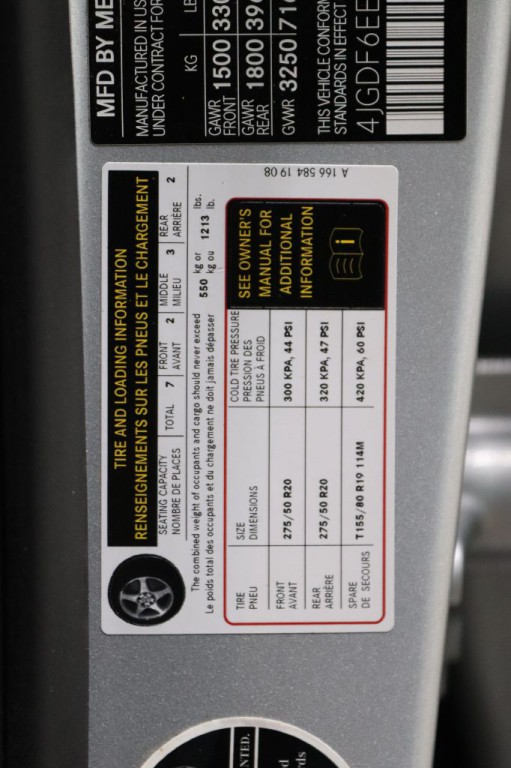 MFD BY ME
MANUFACTURED IN US
UNDER CONTRACT FOR
KG LB
GAWR FRONT 1500 330
GAWR REAR 1800 396
GVWR 3250 716
THIS VEHICLE CONFOR
STANDARDS IN EFFECT
4JGDF6EE
TIRE AND LOADING INFORMATION
RENSEIGNEMENTS SUR LES PNEUS ET LE CHARGEMENT
SEATING CAPACITY TOTAL 7 FRONT 2 MIDDLE 3 REAR 2
NOMBRE DE PLACES AVANT MILIEU ARRIÈRE
The combined weight of occupants and cargo should never exceed 550 kg or 1213 lbs.
Le poids total des occupants et du chargement ne doit jamais dépasser kg ou lb.
TIRE SIZE COLD TIRE PRESSURE
PNEU DIMENSIONS PRESSION DES
PNEUS À FROID
FRONT 275/50 R20 300 KPA, 44 PSI
AVANT
REAR 275/50 R20 320 KPA, 47 PSI
ARRIÈRE
SPARE T155/80 R19 114M 420 KPA, 60 PSI
DE SECOURS
SEE OWNER'S
MANUAL FOR
ADDITIONAL
INFORMATION
i
A 166 584 19 08
NTED.